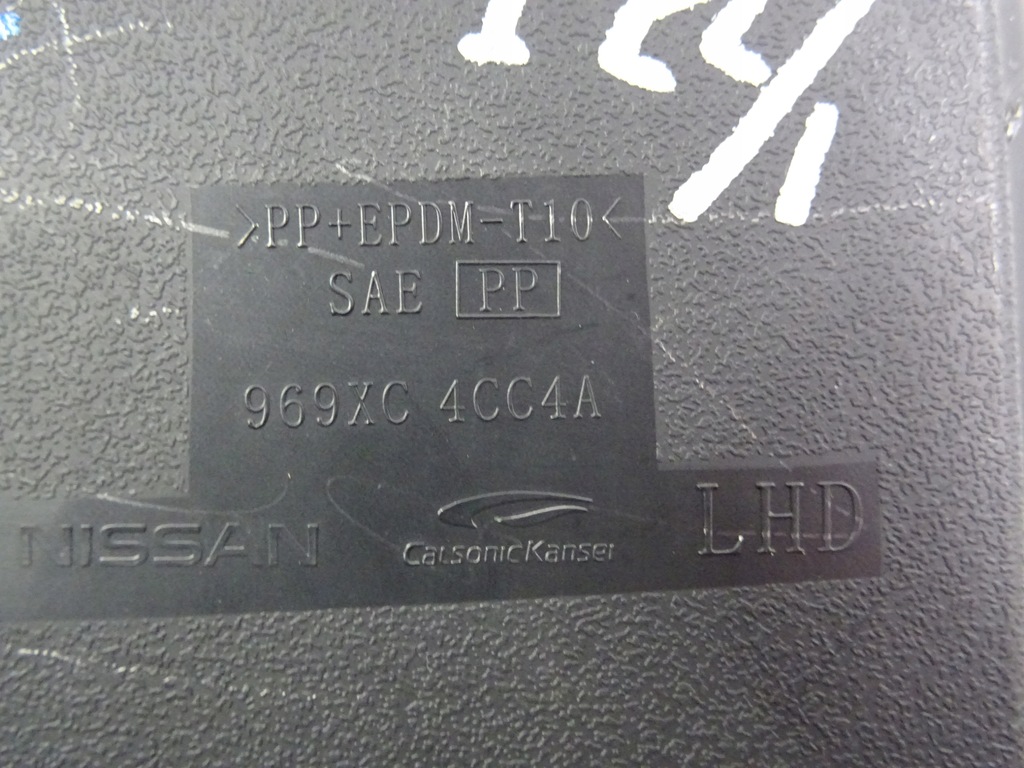 >PP+EPDM-T10<
SAE PP
969XC 4CC4A
NISSAN CalsonicKansei LHD